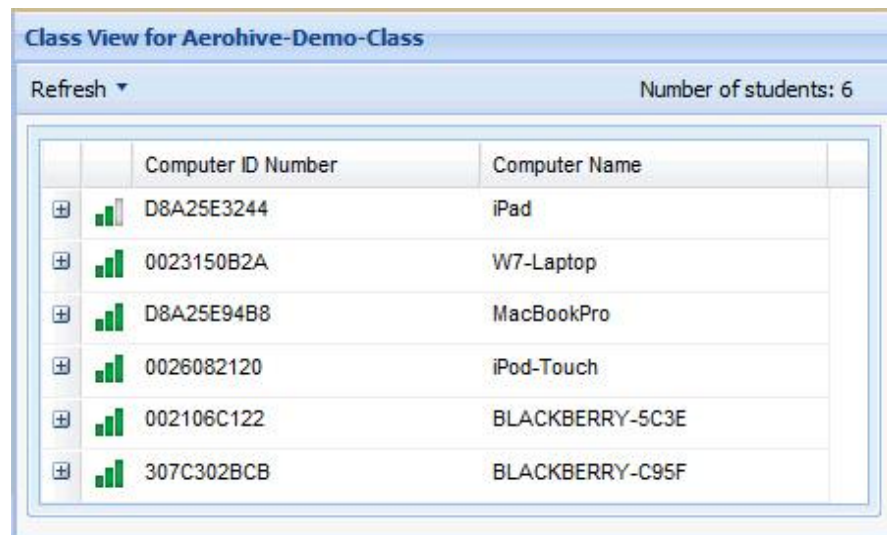 Class View for Aerohive-Demo-Class
Refresh Number of students: 6
Computer ID Number Computer Name
D8A25E3244 iPad
0023150B2A W7-Laptop
D8A25E94B8 MacBookPro
0026082120 iPod-Touch
002106C122 BLACKBERRY-5C3E
307C302BCB BLACKBERRY-C95F